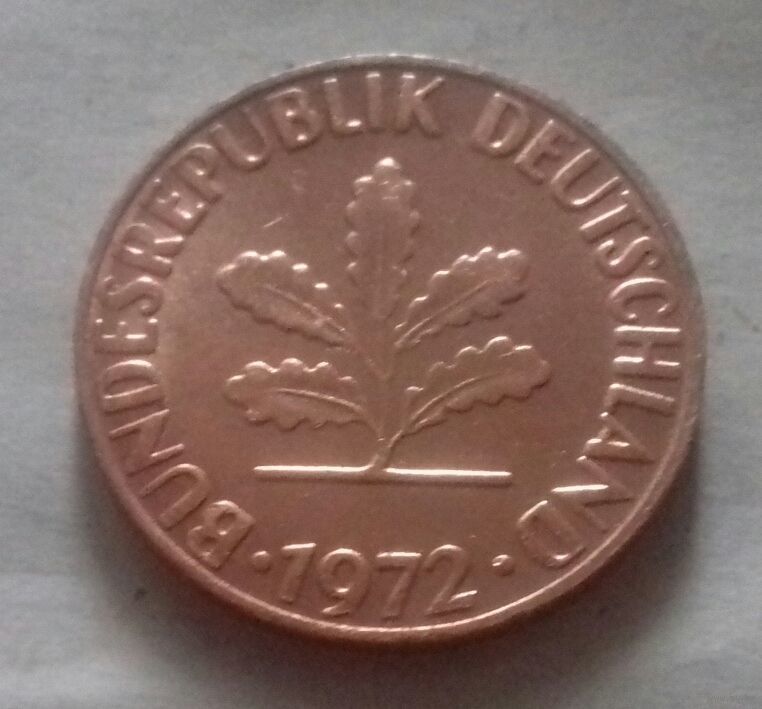 BUNDESREPUBLIK DEUTSCHLAND
· 1972 ·